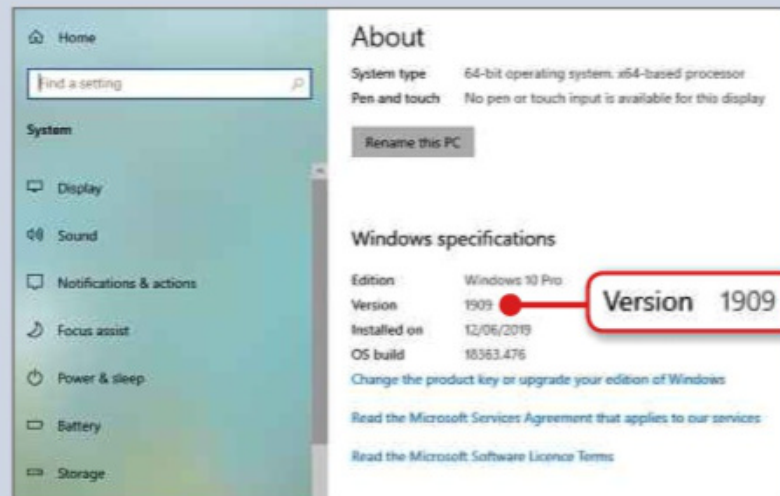 Home
Find a setting
System
Display
Sound
Notifications & actions
Focus assist
Power & sleep
Battery
Storage
About
System type 64-bit operating system, x64-based processor
Pen and touch No pen or touch input is available for this display
Rename this PC
Windows specifications
Edition Windows 10 Pro
Version 1909
Version 1909
Installed on 12/06/2019
OS build 18363.476
Change the product key or upgrade your edition of Windows
Read the Microsoft Services Agreement that applies to our services
Read the Microsoft Software Licence Terms